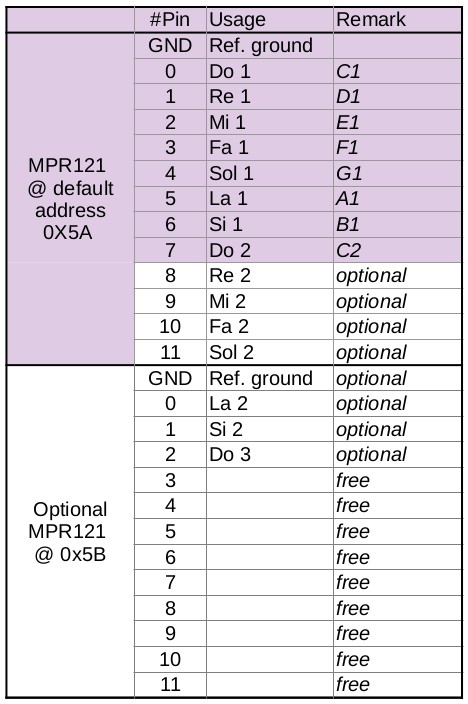 #Pin Usage Remark
MPR121
@ default
address
0X5A
GND Ref. ground
0 Do 1 C1
1 Re 1 D1
2 Mi 1 E1
3 Fa 1 F1
4 Sol 1 G1
5 La 1 A1
6 Si 1 B1
7 Do 2 C2
8 Re 2 optional
9 Mi 2 optional
10 Fa 2 optional
11 Sol 2 optional
Optional
MPR121
@ 0x5B
GND Ref. ground optional
0 La 2 optional
1 Si 2 optional
2 Do 3 optional
3 free
4 free
5 free
6 free
7 free
8 free
9 free
10 free
11 free